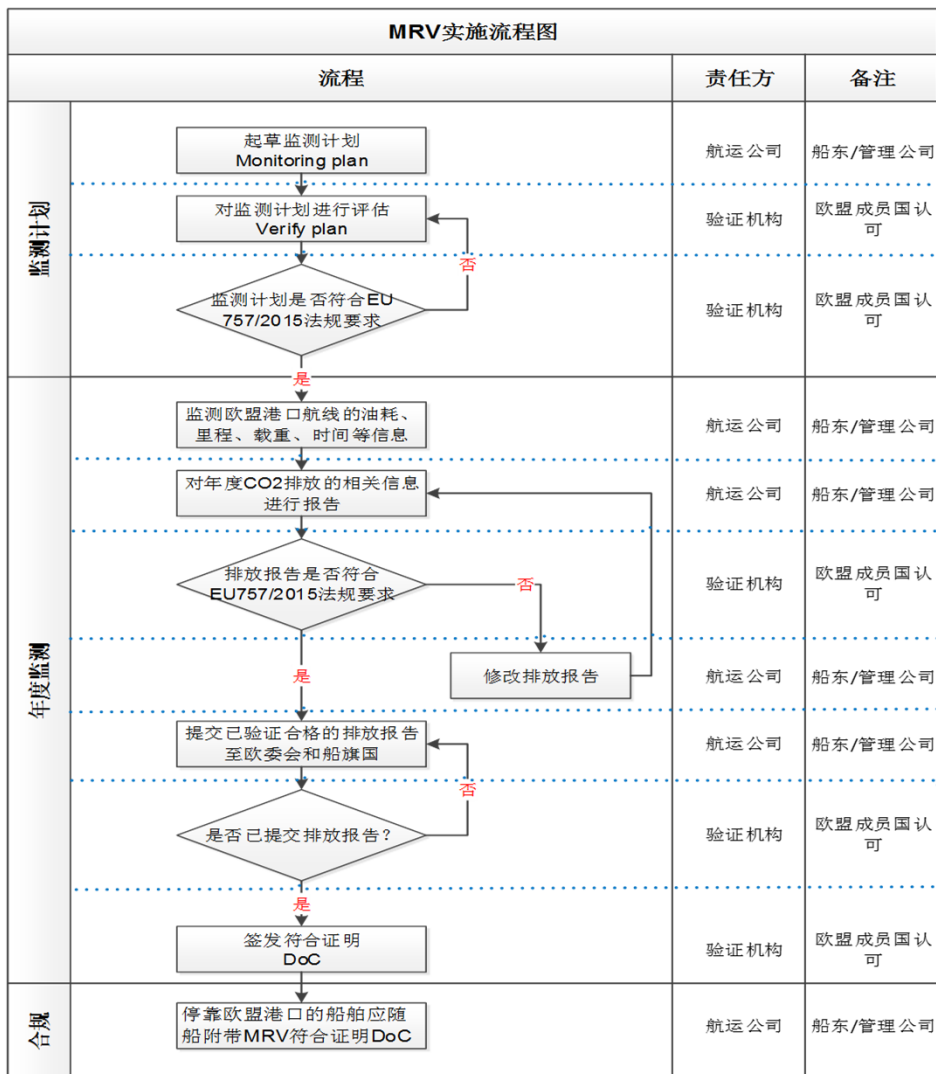 MRV实施流程图
流程
责任方
备注
监测计划
起草监测计划
Monitoring plan
航运公司
船东/管理公司
对监测计划进行评估
Verify plan
验证机构
欧盟成员国认
可
否
监测计划是否符合EU
757/2015法规要求
验证机构
欧盟成员国认
可
是
年度监测
监测欧盟港口航线的油耗、
里程、载重、时间等信息
航运公司
船东/管理公司
对年度CO2排放的相关信息
进行报告
航运公司
船东/管理公司
排放报告是否符合
EU757/2015法规要求
否
验证机构
欧盟成员国认
可
是
修改排放报告
航运公司
船东/管理公司
提交已验证合格的排放报告
至欧委会和船旗国
航运公司
船东/管理公司
否
是否已提交排放报告？
验证机构
欧盟成员国认
可
是
签发符合证明
DoC
验证机构
欧盟成员国认
可
合规
停靠欧盟港口的船舶应随
船附带MRV符合证明DoC
航运公司
船东/管理公司